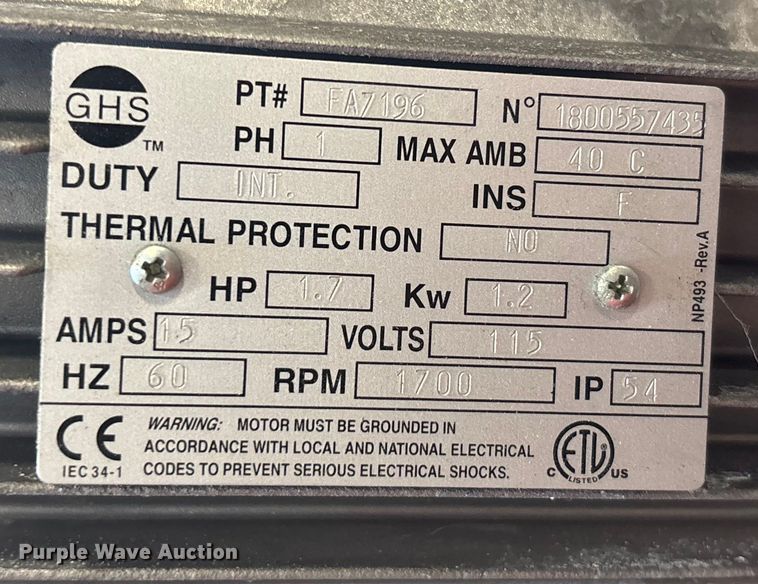 GHS
TM
PT# FA7196 N° 1800557435
PH 1 MAX AMB 40 C
DUTY INT. INS F
THERMAL PROTECTION NO
HP 1.7 Kw 1.2
AMPS 15 VOLTS 115
HZ 60 RPM 1700 IP 54
NP493 -Rev.A
CE
IEC 34-1
WARNING: MOTOR MUST BE GROUNDED IN
ACCORDANCE WITH LOCAL AND NATIONAL ELECTRICAL
CODES TO PREVENT SERIOUS ELECTRICAL SHOCKS.
C ETL US
LISTED
Purple Wave Auction